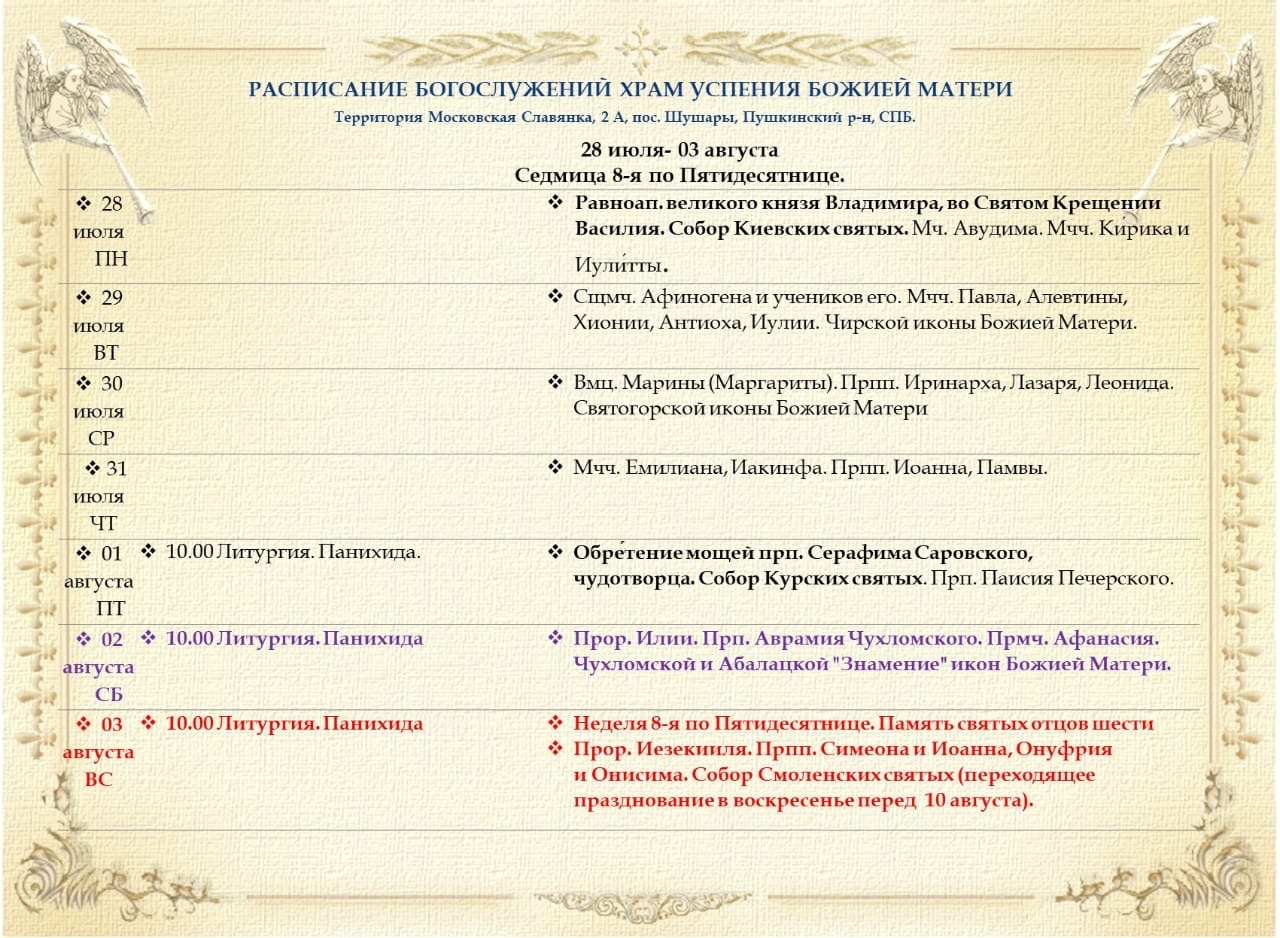 РАСПИСАНИЕ БОГОСЛУЖЕНИЙ ХРАМ УСПЕНИЯ БОЖИЕЙ МАТЕРИ
Территория Московская Славянка, 2 А, пос. Шушары, Пушкинский р-н, СПБ.
28 июля- 03 августа
Седмица 8-я по Пятидесятнице.
❖ 28
июля
ПН
❖ Равноап. великого князя Владимира, во Святом Крещении
Василия. Собор Киевских святых. Мч. Авудима. Мчч. Ки́рика и
Иули́тты.
❖ 29
июля
ВТ
❖ Сщмч. Афиногена и учеников его. Мчч. Павла, Алевтины,
Хионии, Антиоха, Иулии. Чирской иконы Божией Матери.
❖ 30
июля
СР
❖ Вмц. Марины (Маргариты). Прпп. Иринарха, Лазаря, Леонида.
Святогорской иконы Божией Матери
❖ 31
июля
ЧТ
❖ Мчч. Емилиана, Иакинфа. Прпп. Иоанна, Памвы.
❖ 01
августа
ПТ
❖ 10.00 Литургия. Панихида.
❖ Обре́тение мощей прп. Серафима Саровского,
чудотворца. Собор Курских святых. Прп. Паисия Печерского.
❖ 02
августа
СБ
❖ 10.00 Литургия. Панихида
❖ Прор. Илии. Прп. Аврамия Чухломского. Прмч. Афанасия.
Чухломской и Абалацкой "Знамение" икон Божией Матери.
❖ 03
августа
ВС
❖ 10.00 Литургия. Панихида
❖ Неделя 8-я по Пятидесятнице. Память святых отцов шести
❖ Прор. Иезекииля. Прпп. Симеона и Иоанна, Онуфрия
и Онисима. Собор Смоленских святых (переходящее
празднование в воскресенье перед 10 августа).